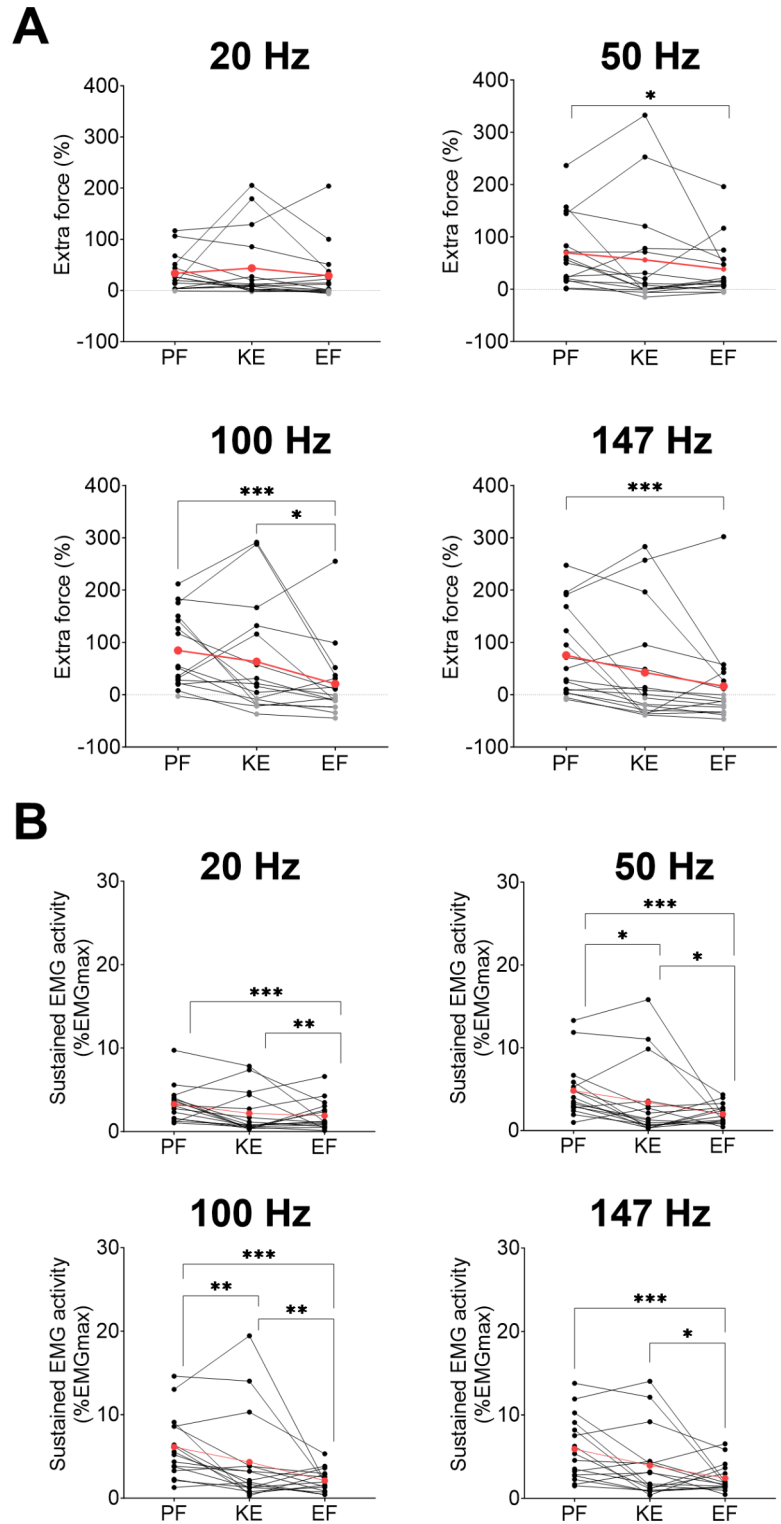 A
20 Hz
50 Hz
Extra force (%)
400
300
200
100
0
-100
PF KE EF
Extra force (%)
400
300
200
100
0
-100
*
PF KE EF
100 Hz
147 Hz
Extra force (%)
400
300
200
100
0
-100
***
*
PF KE EF
Extra force (%)
400
300
200
100
0
-100
***
PF KE EF
B
20 Hz
50 Hz
Sustained EMG activity
(%EMGmax)
30
20
10
0
***
**
PF KE EF
Sustained EMG activity
(%EMGmax)
30
20
10
0
***
*
*
PF KE EF
100 Hz
147 Hz
Sustained EMG activity
(%EMGmax)
30
20
10
0
***
**
**
PF KE EF
Sustained EMG activity
(%EMGmax)
30
20
10
0
***
*
PF KE EF